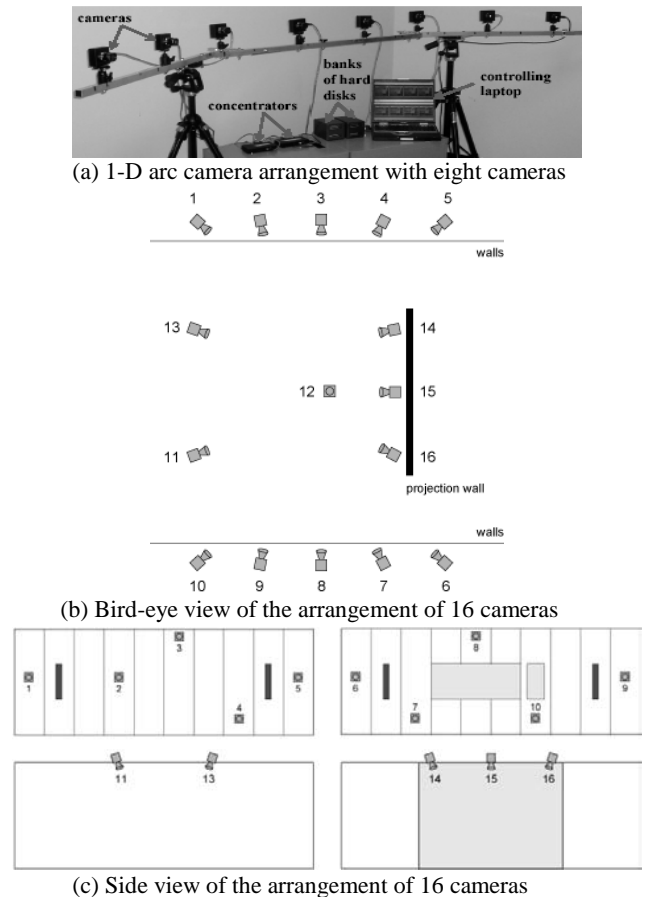 cameras
concentrators
banks
of hard
disks
controlling
laptop
(a) 1-D arc camera arrangement with eight cameras
1 2 3 4 5
walls
13 14
12 15
11 16
projection wall
walls
10 9 8 7 6
(b) Bird-eye view of the arrangement of 16 cameras
3 8
1 2 5 6 9
4 7 10
11 13 14 15 16
(c) Side view of the arrangement of 16 cameras